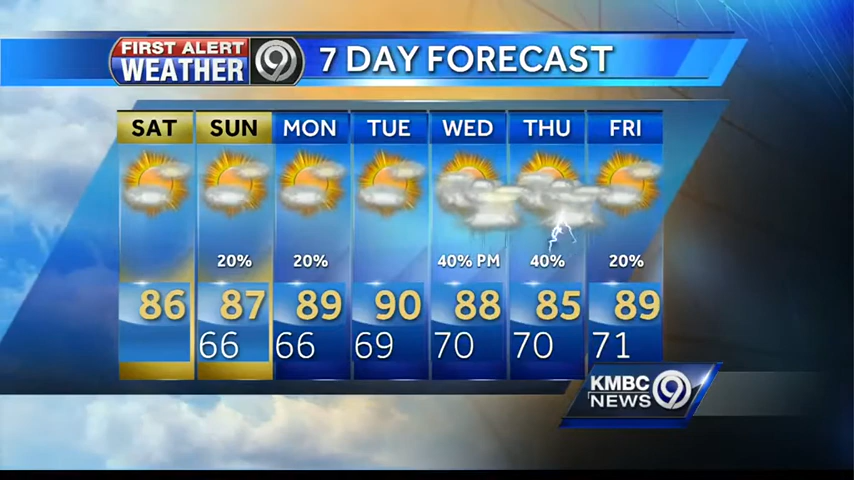 FIRST ALERT
WEATHER 9
7 DAY FORECAST
SAT SUN MON TUE WED THU FRI
20% 20% 40% PM 40% 20%
86 87 89 90 88 85 89
66 66 69 70 70 71
KMBC
NEWS 9